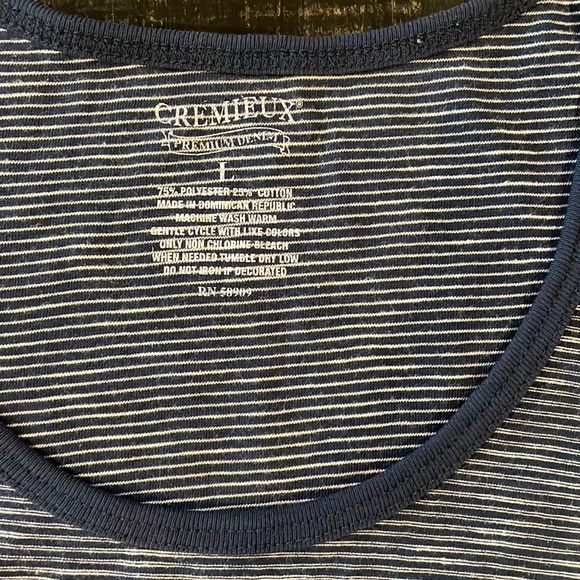 CREMIEUX®
PREMIUM DENIM
L
75% POLYESTER 25% COTTON
MADE IN DOMINICAN REPUBLIC
MACHINE WASH WARM
GENTLE CYCLE WITH LIKE COLORS
ONLY NON CHLORINE BLEACH
WHEN NEEDED TUMBLE DRY LOW
DO NOT IRON IF DECORATED
RN 58909